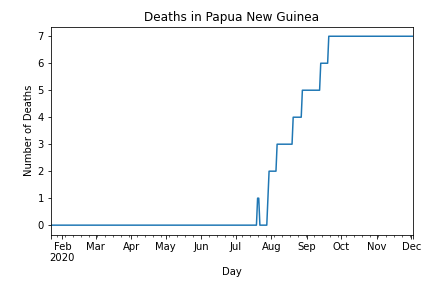 Deaths in Papua New Guinea
7
6
5
4
3
2
1
0
Number of Deaths
Feb Mar Apr May Jun Jul Aug Sep Oct Nov Dec
2020
Day